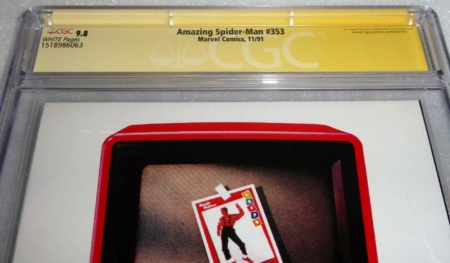 CGC 9.8
WHITE Pages
1518986063
Amazing Spider-Man #353
Marvel Comics, 11/91
CGC